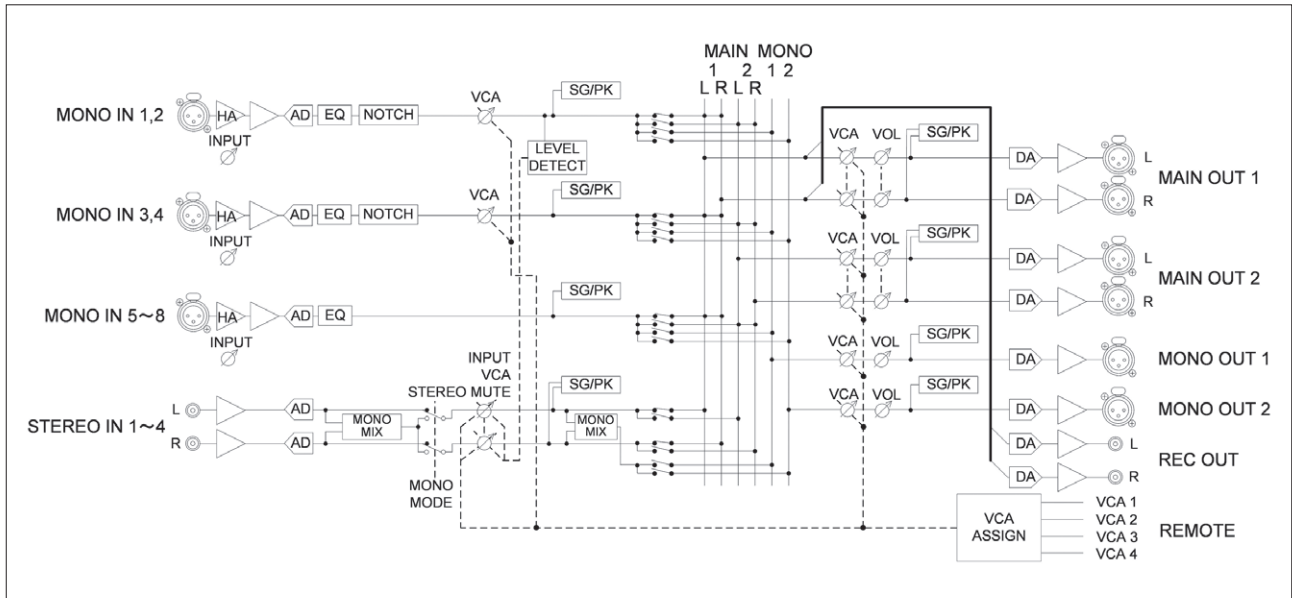 MAIN MONO
1 2 1 2
L R L R
MONO IN 1,2
HA
INPUT
AD
EQ
NOTCH
VCA
SG/PK
LEVEL
DETECT
MONO IN 3,4
HA
INPUT
AD
EQ
NOTCH
VCA
SG/PK
MONO IN 5～8
HA
INPUT
AD
EQ
SG/PK
STEREO IN 1～4
L
R
AD
AD
MONO
MIX
STEREO
MONO
MODE
INPUT
VCA
MUTE
SG/PK
MONO
MIX
VCA
VOL
SG/PK
DA
L
SG/PK
DA
R
MAIN OUT 1
VCA
VOL
SG/PK
DA
L
DA
R
MAIN OUT 2
VCA
VOL
SG/PK
DA
MONO OUT 1
VCA
VOL
SG/PK
DA
MONO OUT 2
DA
L
DA
R
REC OUT
VCA
ASSIGN
VCA 1
VCA 2
VCA 3
VCA 4
REMOTE